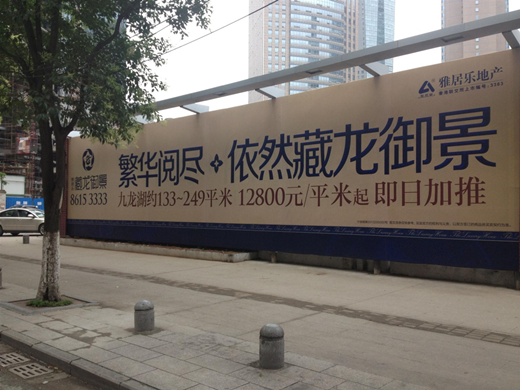 雅居乐地产
繁华阅尽 依然藏龙御景
藏龙御景
8615 3333
九龙湖约133~249平米 12800元/平米起 即日加推